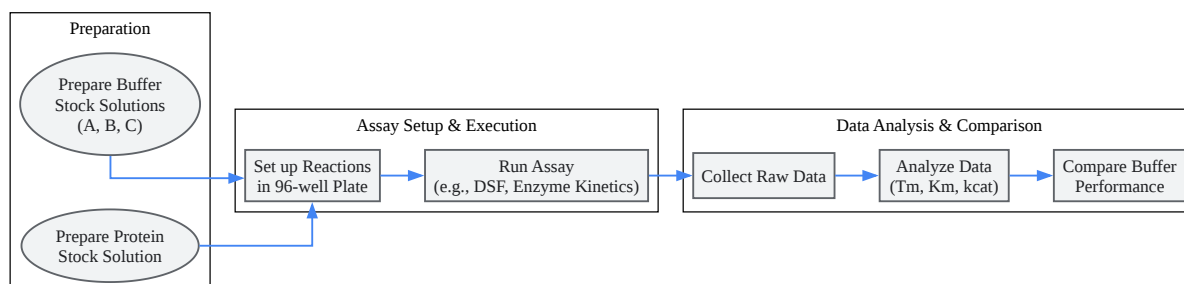 Preparation
Prepare Buffer
Stock Solutions
(A, B, C)
Prepare Protein
Stock Solution
Assay Setup & Execution
Set up Reactions
in 96-well Plate
Run Assay
(e.g., DSF, Enzyme Kinetics)
Data Analysis & Comparison
Collect Raw Data
Analyze Data
(Tm, Km, kcat)
Compare Buffer
Performance